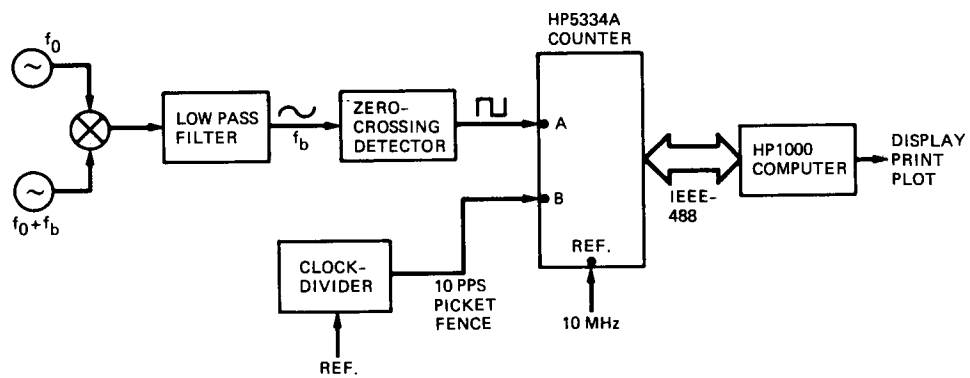 HP5334A
COUNTER
f0
LOW PASS
FILTER
fb
ZERO-
CROSSING
DETECTOR
A
B
f0+fb
CLOCK-
DIVIDER
REF.
10 PPS
PICKET
FENCE
REF.
10 MHz
IEEE-
488
HP1000
COMPUTER
DISPLAY
PRINT
PLOT